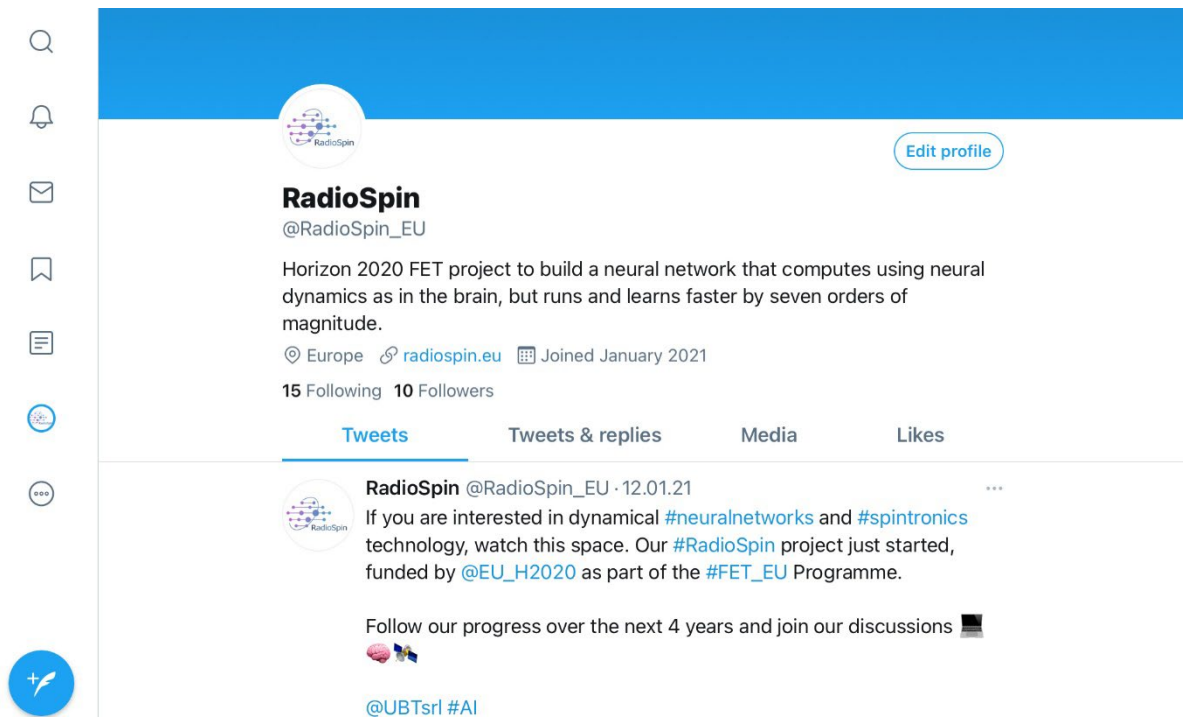 RadioSpin
Edit profile
RadioSpin
@RadioSpin_EU
Horizon 2020 FET project to build a neural network that computes using neural
dynamics as in the brain, but runs and learns faster by seven orders of
magnitude.
Europe radiospin.eu Joined January 2021
15 Following 10 Followers
Tweets Tweets & replies Media Likes
RadioSpin @RadioSpin_EU · 12.01.21
RadioSpin
If you are interested in dynamical #neuralnetworks and #spintronics
technology, watch this space. Our #RadioSpin project just started,
funded by @EU_H2020 as part of the #FET_EU Programme.
Follow our progress over the next 4 years and join our discussions 💻
🧠🛰️
@UBTsrl #AI